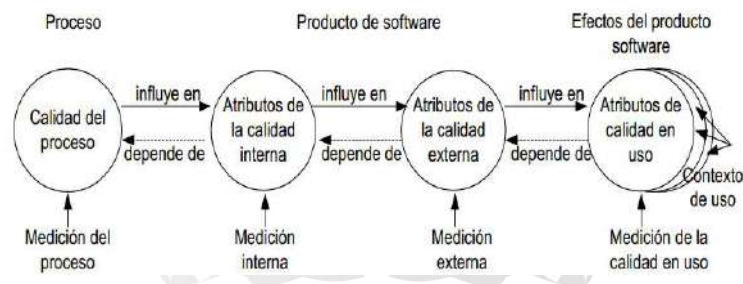 Proceso
Producto de software
Efectos del producto
software
Calidad del
proceso
influye en
depende de
Atributos de
la calidad
interna
influye en
depende de
Atributos de
la calidad
externa
influye en
depende de
Atributos de
calidad en
uso
Contexto
de uso
Medición del
proceso
Medición
interna
Medición
externa
Medición de la
calidad en uso